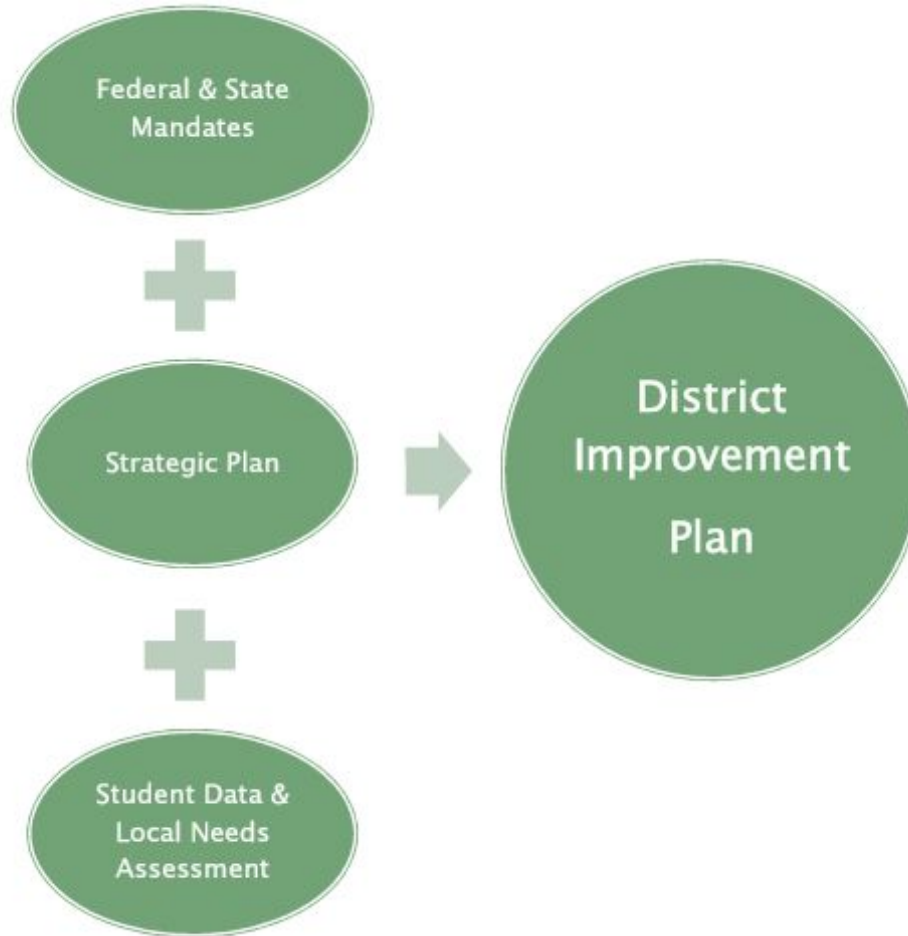 Federal & State
Mandates
Strategic Plan
Student Data &
Local Needs
Assessment
District
Improvement
Plan